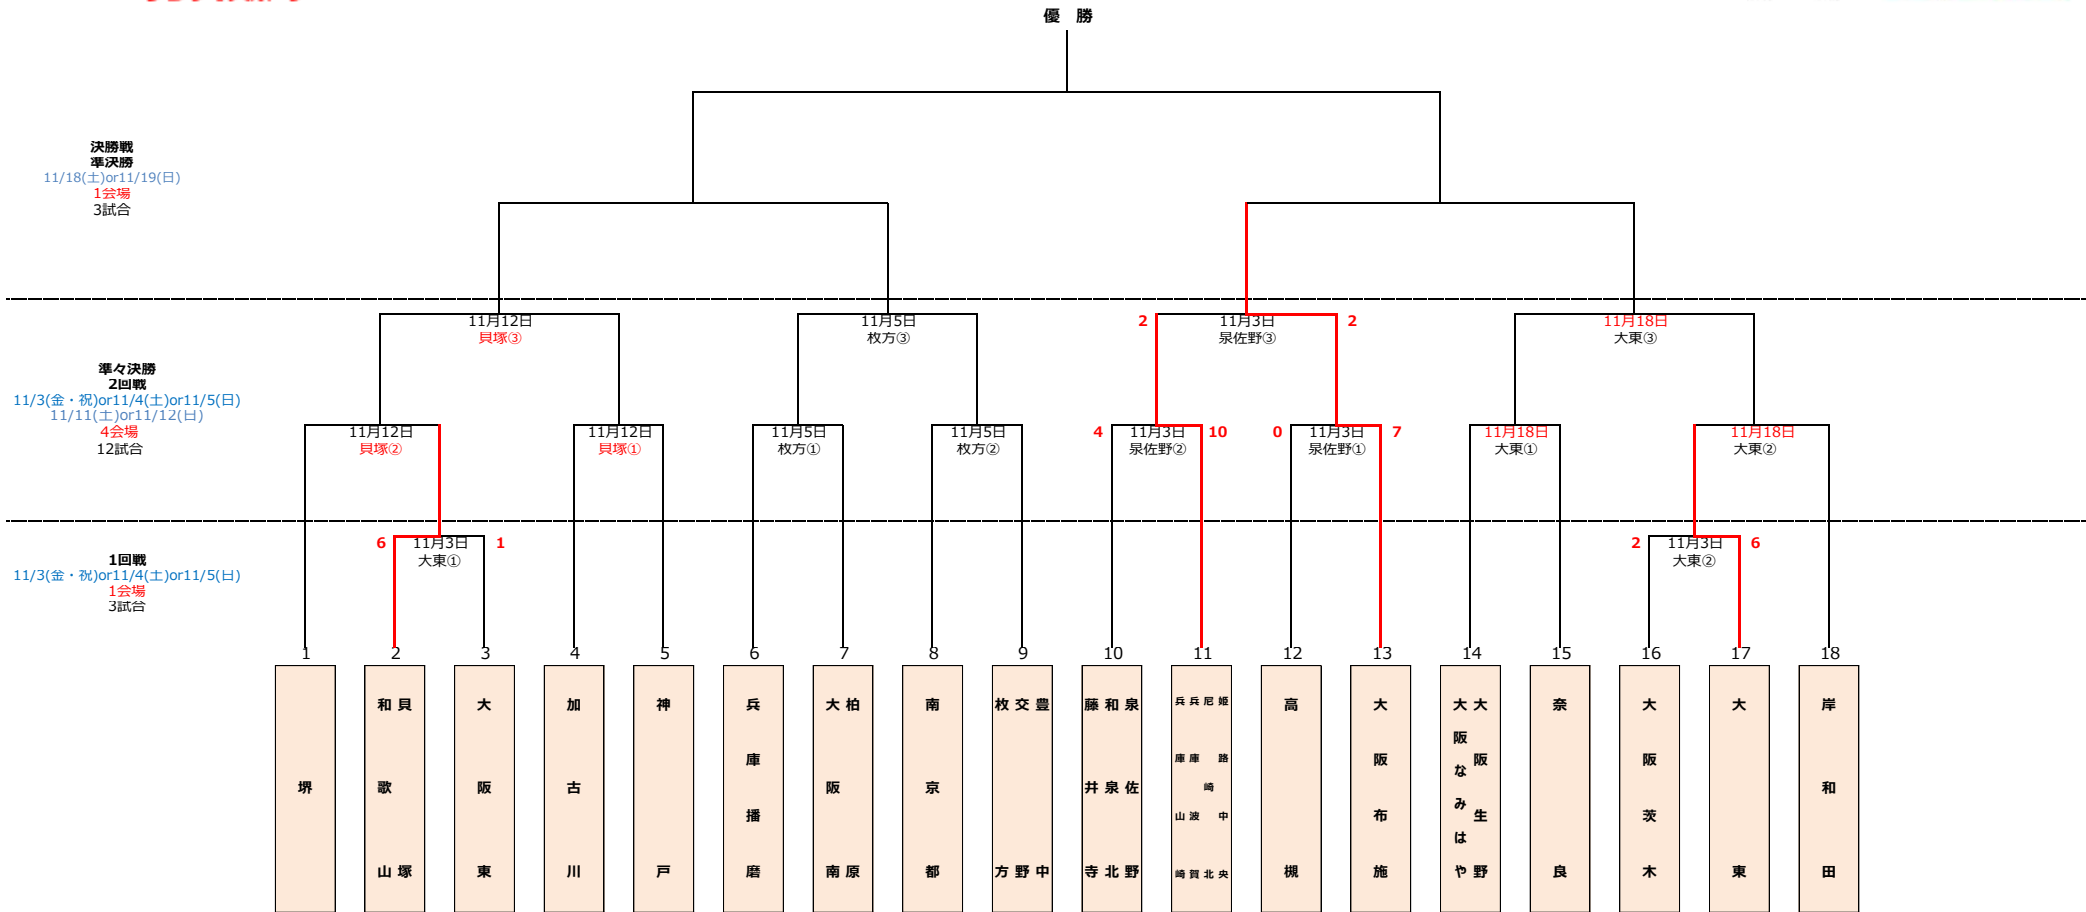 優 勝
決勝戦
準決勝
11/18(土)or11/19(日)
1会場
3試合
11月12日
貝塚③
11月5日
枚方③
2
11月3日
泉佐野③
2
11月18日
大東③
準々決勝
2回戦
11/3(金・祝)or11/4(土)or11/5(日)
11/11(土)or11/12(日)
4会場
12試合
11月12日
貝塚②
11月12日
貝塚①
11月5日
枚方①
11月5日
枚方②
4
11月3日
泉佐野②
10
0
11月3日
泉佐野①
7
11月18日
大東①
11月18日
大東②
1回戦
11/3(金・祝)or11/4(土)or11/5(日)
1会場
3試合
6
11月3日
大東①
1
2
11月3日
大東②
6
1
2
3
4
5
6
7
8
9
10
11
12
13
14
15
16
17
18
堺
和歌山
貝塚
大阪東
加古川
神戸
兵庫播磨
大阪南
柏原
南京都
枚方
交野
豊中
藤井寺
和泉北
泉佐野
兵庫山崎
兵庫波賀
尼崎北
姫路中央
高槻
大阪布施
大阪なみはや
大阪生野
奈良
大阪茨木
大東
岸和田